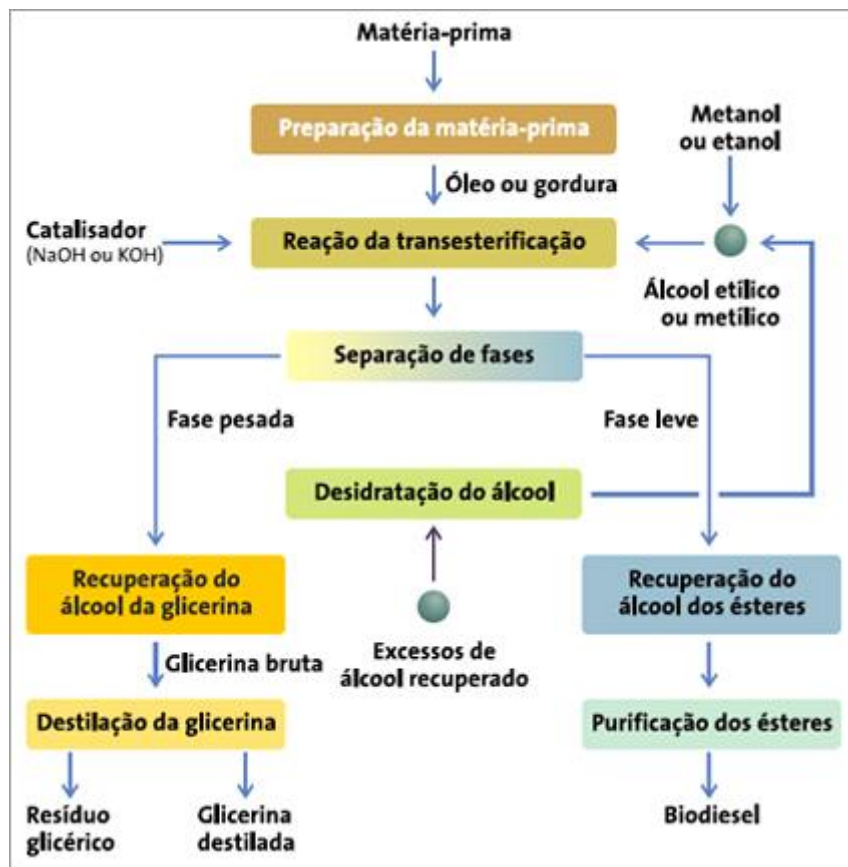 Matéria-prima
Preparação da matéria-prima
Metanol
ou etanol
Óleo ou gordura
Catalisador
(NaOH ou KOH)
Reação da transesterificação
Álcool etílico
ou metílico
Separação de fases
Fase pesada
Fase leve
Desidratação do álcool
Recuperação do
álcool da glicerina
Recuperação do
álcool dos ésteres
Excessos de
álcool recuperado
Glicerina bruta
Destilação da glicerina
Purificação dos ésteres
Resíduo
glicérico
Glicerina
destilada
Biodiesel